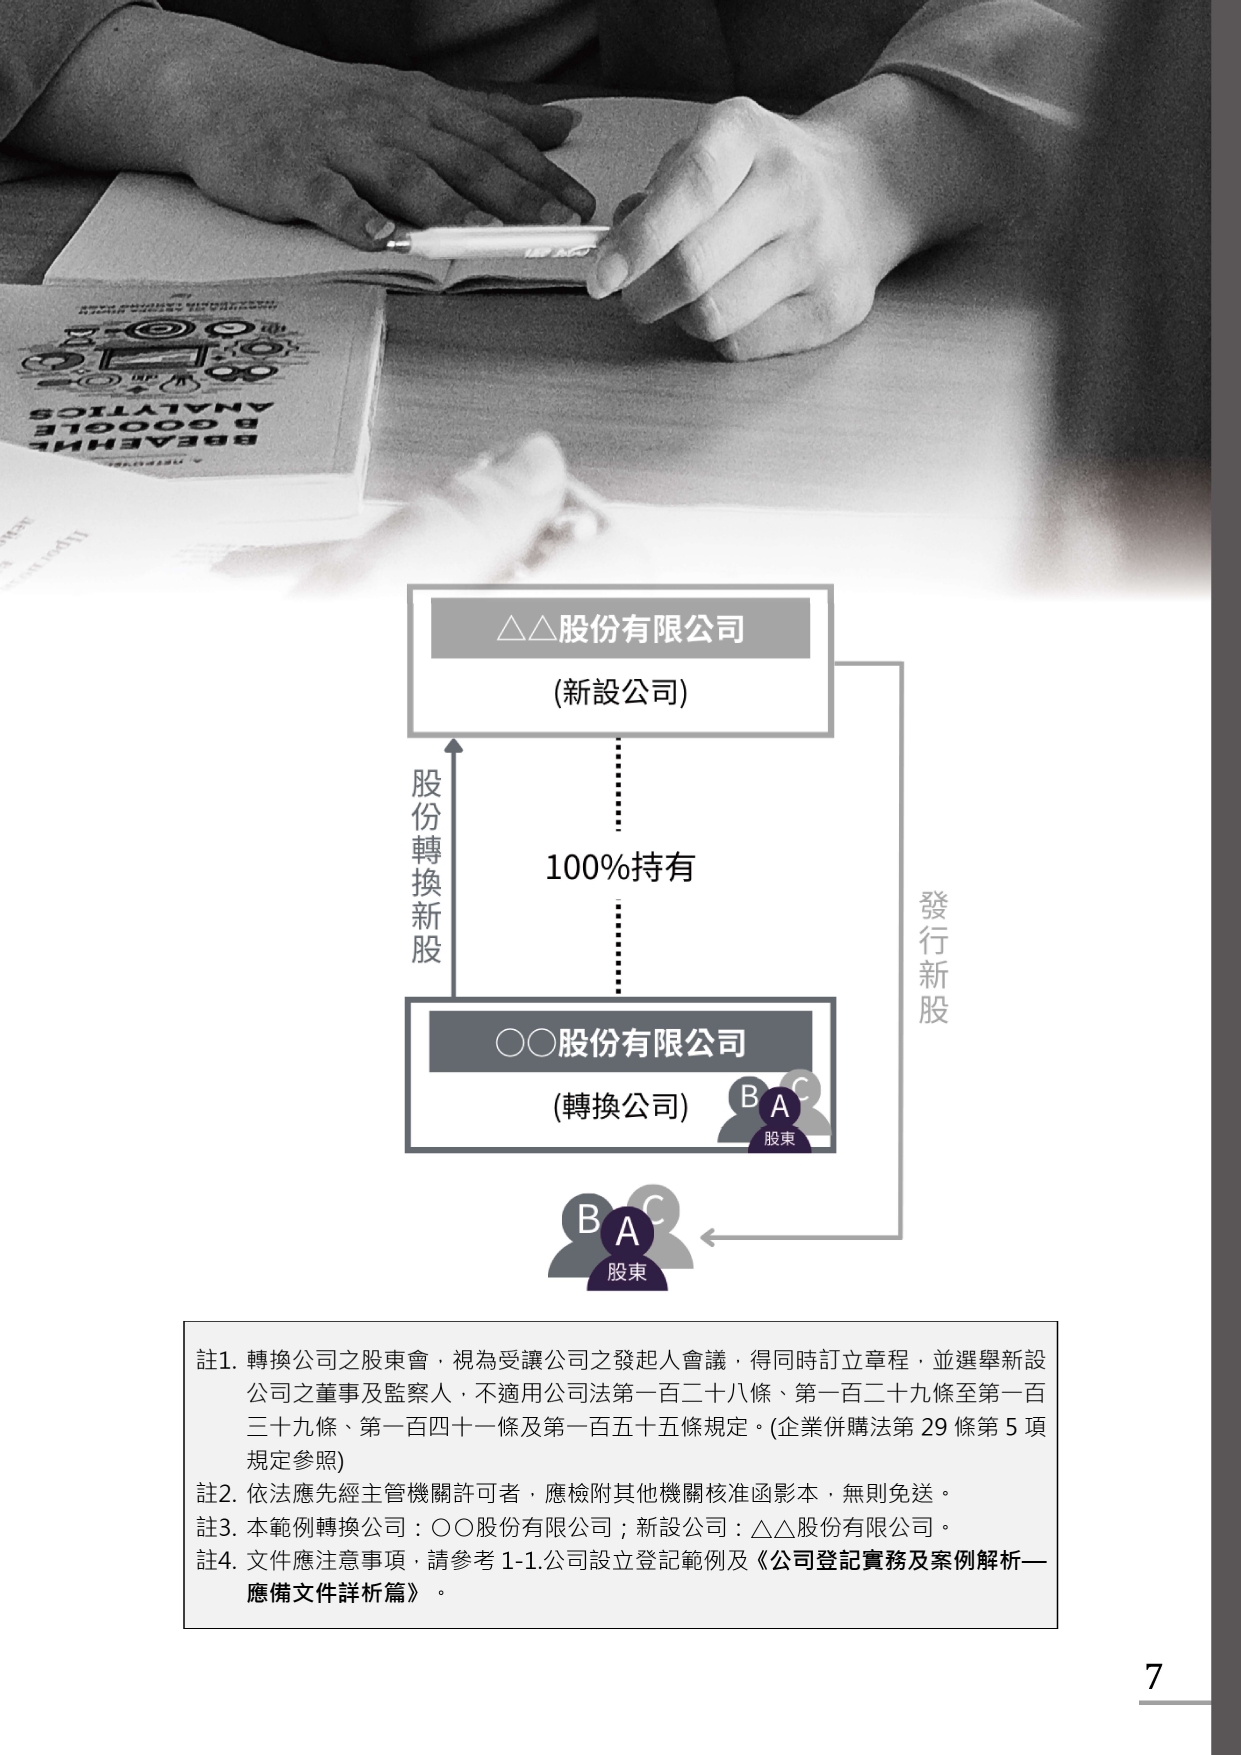 ANALYTICS
В GOOGLE
ВВЕДЕНИЕ
△△股份有限公司
(新設公司)
股份轉換新股
100%持有
發行新股
○○股份有限公司
(轉換公司)
B
A
C
股東
B
A
C
股東
註1. 轉換公司之股東會，視為受讓公司之發起人會議，得同時訂立章程，並選舉新設
公司之董事及監察人，不適用公司法第一百二十八條、第一百二十九條至第一百
三十九條、第一百四十一條及第一百五十五條規定。(企業併購法第 29 條第 5 項
規定參照)
註2. 依法應先經主管機關許可者，應檢附其他機關核准函影本，無則免送。
註3. 本範例轉換公司：○○股份有限公司；新設公司：△△股份有限公司。
註4. 文件應注意事項，請參考 1-1.公司設立登記範例及《公司登記實務及案例解析—
應備文件詳析篇》。
7